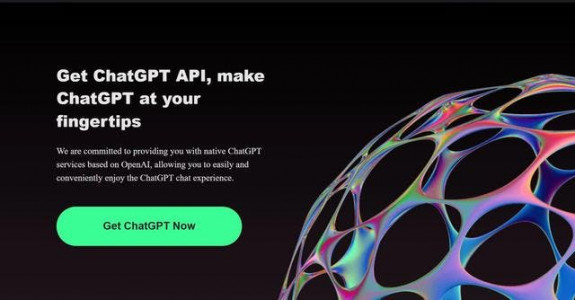 Get ChatGPT API, make
ChatGPT at your
fingertips
We are committed to providing you with native ChatGPT
services based on OpenAI, allowing you to easily and
conveniently enjoy the ChatGPT chat experience.
Get ChatGPT Now